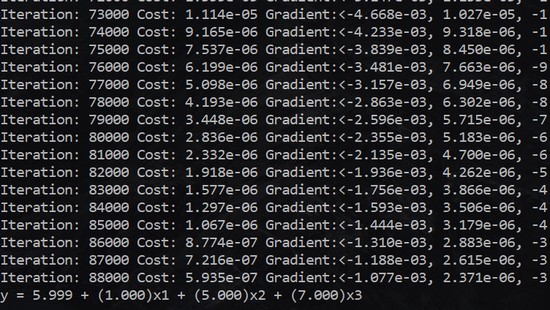 Iteration: 73000 Cost: 1.114e-05 Gradient:<-4.668e-03, 1.027e-05, -1
Iteration: 74000 Cost: 9.165e-06 Gradient:<-4.233e-03, 9.318e-06, -1
Iteration: 75000 Cost: 7.537e-06 Gradient:<-3.839e-03, 8.450e-06, -1
Iteration: 76000 Cost: 6.199e-06 Gradient:<-3.481e-03, 7.663e-06, -9
Iteration: 77000 Cost: 5.098e-06 Gradient:<-3.157e-03, 6.949e-06, -8
Iteration: 78000 Cost: 4.193e-06 Gradient:<-2.863e-03, 6.302e-06, -8
Iteration: 79000 Cost: 3.448e-06 Gradient:<-2.596e-03, 5.715e-06, -7
Iteration: 80000 Cost: 2.836e-06 Gradient:<-2.355e-03, 5.183e-06, -6
Iteration: 81000 Cost: 2.332e-06 Gradient:<-2.135e-03, 4.700e-06, -6
Iteration: 82000 Cost: 1.918e-06 Gradient:<-1.936e-03, 4.262e-06, -5
Iteration: 83000 Cost: 1.577e-06 Gradient:<-1.756e-03, 3.866e-06, -4
Iteration: 84000 Cost: 1.297e-06 Gradient:<-1.593e-03, 3.506e-06, -4
Iteration: 85000 Cost: 1.067e-06 Gradient:<-1.444e-03, 3.179e-06, -4
Iteration: 86000 Cost: 8.774e-07 Gradient:<-1.310e-03, 2.883e-06, -3
Iteration: 87000 Cost: 7.216e-07 Gradient:<-1.188e-03, 2.615e-06, -3
Iteration: 88000 Cost: 5.935e-07 Gradient:<-1.077e-03, 2.371e-06, -3
y = 5.999 + (1.000)x1 + (5.000)x2 + (7.000)x3